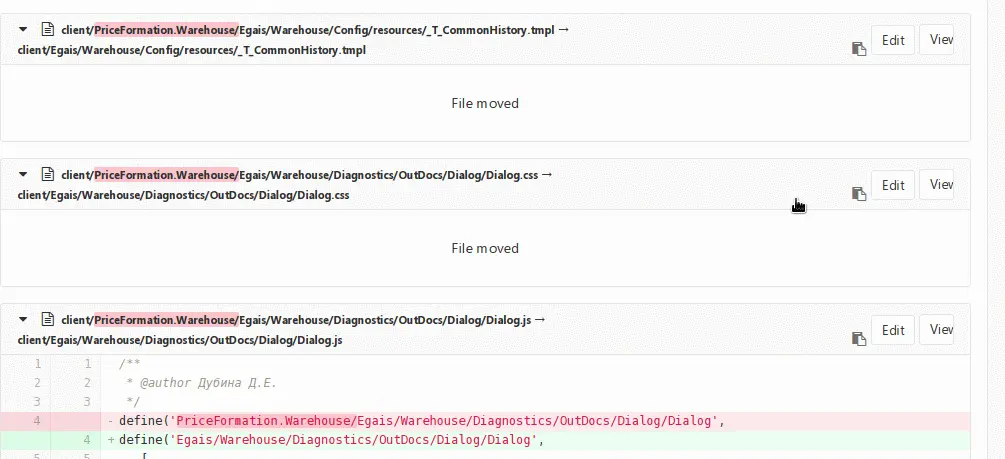 client/PriceFormation.Warehouse/Egais/Warehouse/Config/resources/_T_CommonHistory.tmpl →
client/Egais/Warehouse/Config/resources/_T_CommonHistory.tmpl
Edit
View
File moved
client/PriceFormation.Warehouse/Egais/Warehouse/Diagnostics/OutDocs/Dialog/Dialog.css →
client/Egais/Warehouse/Diagnostics/OutDocs/Dialog/Dialog.css
Edit
View
File moved
client/PriceFormation.Warehouse/Egais/Warehouse/Diagnostics/OutDocs/Dialog/Dialog.js →
client/Egais/Warehouse/Diagnostics/OutDocs/Dialog/Dialog.js
Edit
View
1 1 /**
2 2 * @author Дубина Д.Е.
3 3 */
4 - define('PriceFormation.Warehouse/Egais/Warehouse/Diagnostics/OutDocs/Dialog/Dialog',
4 + define('Egais/Warehouse/Diagnostics/OutDocs/Dialog/Dialog',
5 5 [